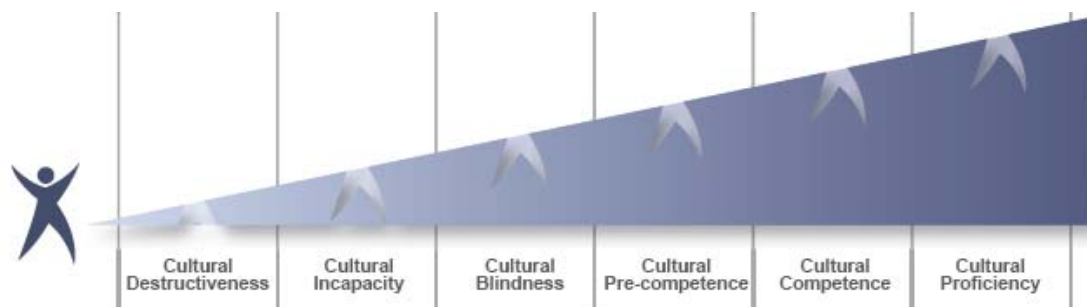 Cultural
Destructiveness
Cultural
Incapacity
Cultural
Blindness
Cultural
Pre-competence
Cultural
Competence
Cultural
Proficiency